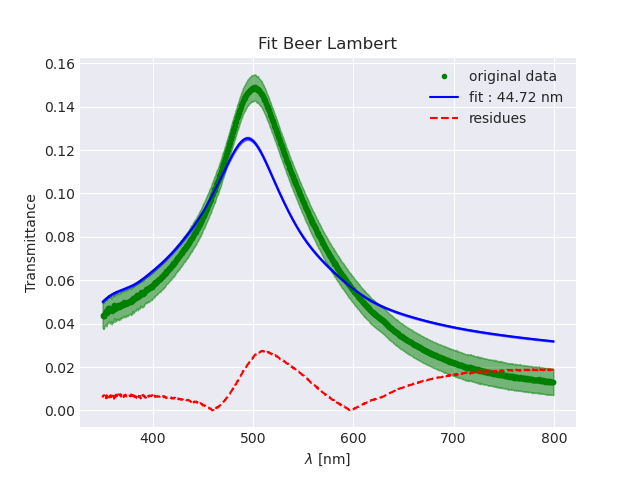 Fit Beer Lambert
original data
fit : 44.72 nm
residues
Transmittance
0.16
0.14
0.12
0.10
0.08
0.06
0.04
0.02
0.00
400 500 600 700 800
λ [nm]